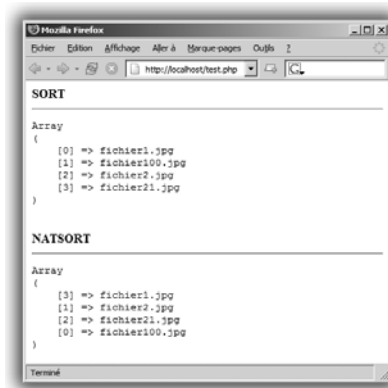 Mozilla Firefox
Fichier Edition Affichage Aller à Marque-pages Outils ?
http://localhost/test.php
SORT
Array
(
[0] => fichier1.jpg
[1] => fichier100.jpg
[2] => fichier2.jpg
[3] => fichier21.jpg
)
NATSORT
Array
(
[3] => fichier1.jpg
[1] => fichier2.jpg
[2] => fichier21.jpg
[0] => fichier100.jpg
)
Terminé